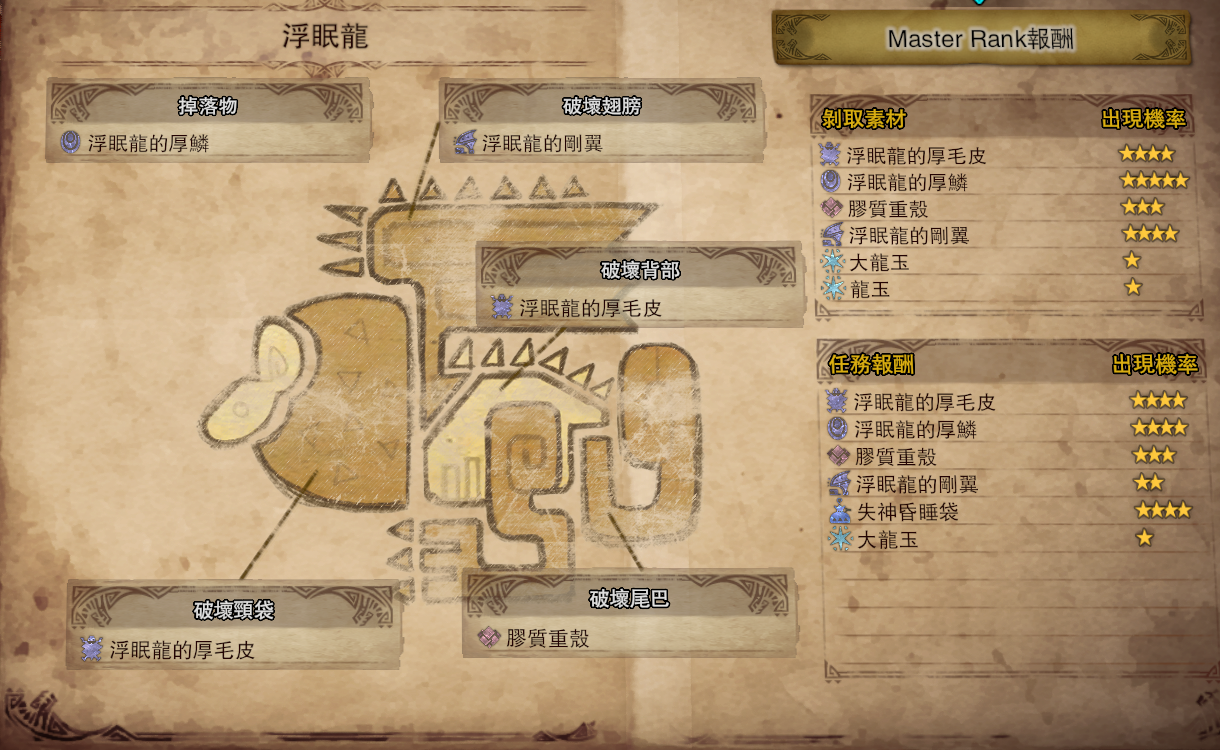 浮眠龍
掉落物
浮眠龍的厚鱗
破壞翅膀
浮眠龍的剛翼
破壞背部
浮眠龍的厚毛皮
破壞頸袋
浮眠龍的厚毛皮
破壞尾巴
膠質重殼
Master Rank報酬
剝取素材 出現機率
浮眠龍的厚毛皮 ★★★★
浮眠龍的厚鱗 ★★★★★
膠質重殼 ★★★
浮眠龍的剛翼 ★★★★
大龍玉 ★
龍玉 ★
任務報酬 出現機率
浮眠龍的厚毛皮 ★★★★
浮眠龍的厚鱗 ★★★★
膠質重殼 ★★★
浮眠龍的剛翼 ★★
失神昏睡袋 ★★★★
大龍玉 ★